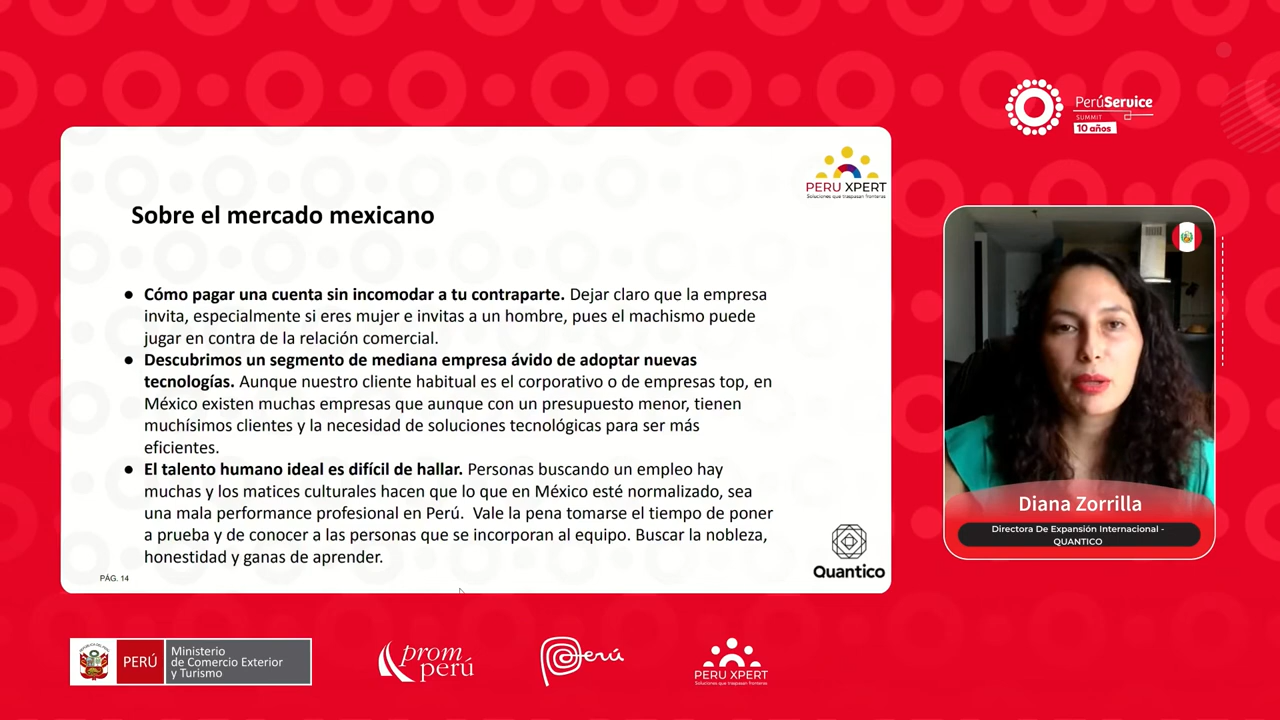 PerúService
SUMMIT
10 años
PERU XPERT
Soluciones que traspasan fronteras
Sobre el mercado mexicano
● Cómo pagar una cuenta sin incomodar a tu contraparte. Dejar claro que la empresa
invita, especialmente si eres mujer e invitas a un hombre, pues el machismo puede
jugar en contra de la relación comercial.
● Descubrimos un segmento de mediana empresa ávido de adoptar nuevas
tecnologías. Aunque nuestro cliente habitual es el corporativo o de empresas top, en
México existen muchas empresas que aunque con un presupuesto menor, tienen
muchísimos clientes y la necesidad de soluciones tecnológicas para ser más
eficientes.
● El talento humano ideal es difícil de hallar. Personas buscando un empleo hay
muchas y los matices culturales hacen que lo que en México esté normalizado, sea
una mala performance profesional en Perú.  Vale la pena tomarse el tiempo de poner
a prueba y de conocer a las personas que se incorporan al equipo. Buscar la nobleza,
honestidad y ganas de aprender.
PÁG. 14
Quantico
Diana Zorrilla
Directora De Expansión Internacional -
QUANTICO
PERÚ
Ministerio
de Comercio Exterior
y Turismo
prom
perú
Perú
PERU XPERT
Soluciones que traspasan fronteras